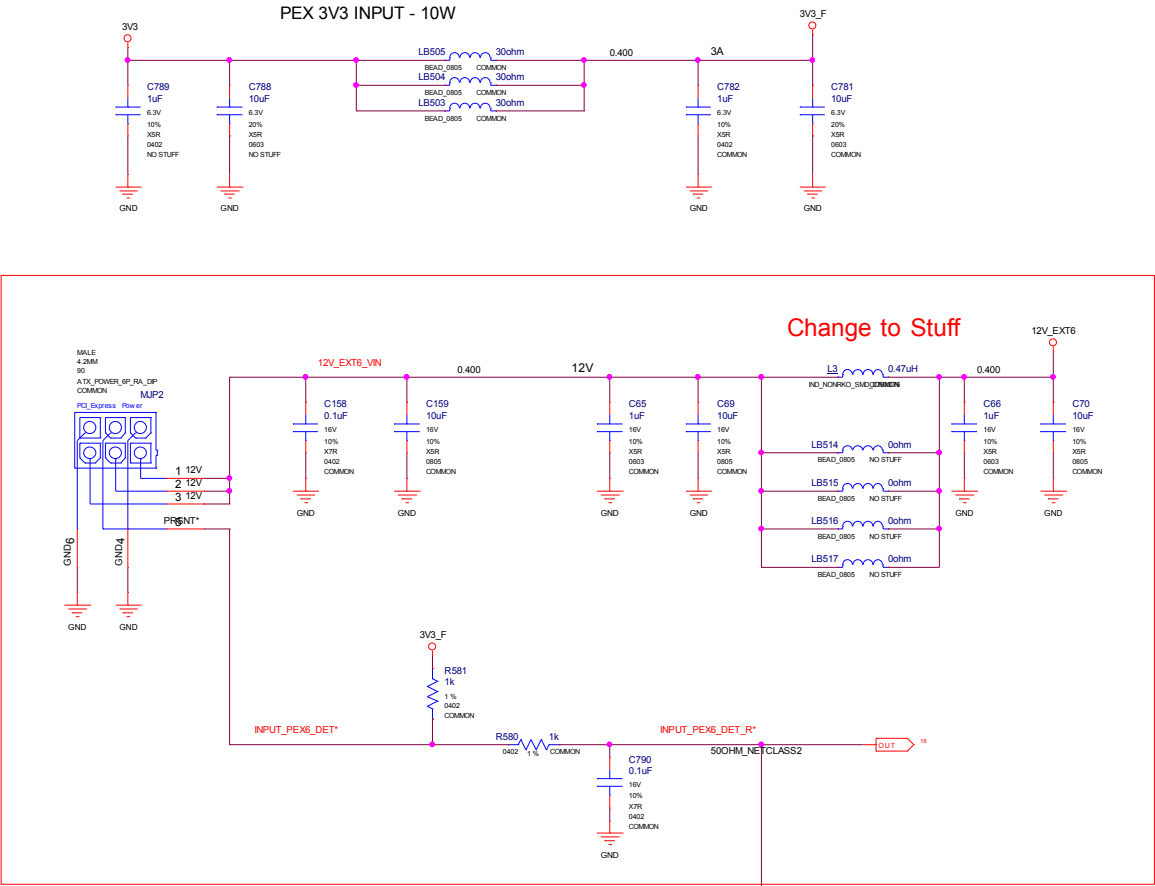 PEX 3V3 INPUT - 10W
3V3
3V3_F
LB505 30ohm
BEAD_0805 COMMON
0.400
3A
LB504 30ohm
BEAD_0805 COMMON
LB503 30ohm
BEAD_0805 COMMON
C789
1uF
6.3V
10%
X5R
0402
NO STUFF
GND
C788
10uF
6.3V
20%
X5R
0603
NO STUFF
GND
C782
1uF
6.3V
10%
X5R
0402
COMMON
GND
C781
10uF
6.3V
20%
X5R
0603
COMMON
GND
Change to Stuff
12V_EXT6
MALE
4.2MM
90
ATX_POWER_6P_RA_DIP
COMMON
MJP2
PCI_Express Power
12V_EXT6_VIN
0.400
12V
L3 0.47uH
0.400
C158
0.1uF
16V
10%
X7R
0402
COMMON
GND
C159
10uF
16V
10%
X5R
0805
COMMON
GND
C65
1uF
16V
10%
X5R
0603
COMMON
GND
C69
10uF
16V
10%
X5R
0805
COMMON
GND
LB514 0ohm
BEAD_0805 NO STUFF
LB515 0ohm
BEAD_0805 NO STUFF
LB516 0ohm
BEAD_0805 NO STUFF
LB517 0ohm
BEAD_0805 NO STUFF
C66
1uF
16V
10%
X5R
0603
COMMON
GND
C70
10uF
16V
10%
X5R
0805
COMMON
GND
1 12V
2 12V
3 12V
PRSNT*
5
GND 6
GND 4
GND
GND
3V3_F
R581
1k
1 %
0402
COMMON
INPUT_PEX6_DET*
R580 1k
0402 1 % COMMON
INPUT_PEX6_DET_R*
50OHM_NETCLASS2
OUT
18
C790
0.1uF
16V
10%
X7R
0402
COMMON
GND